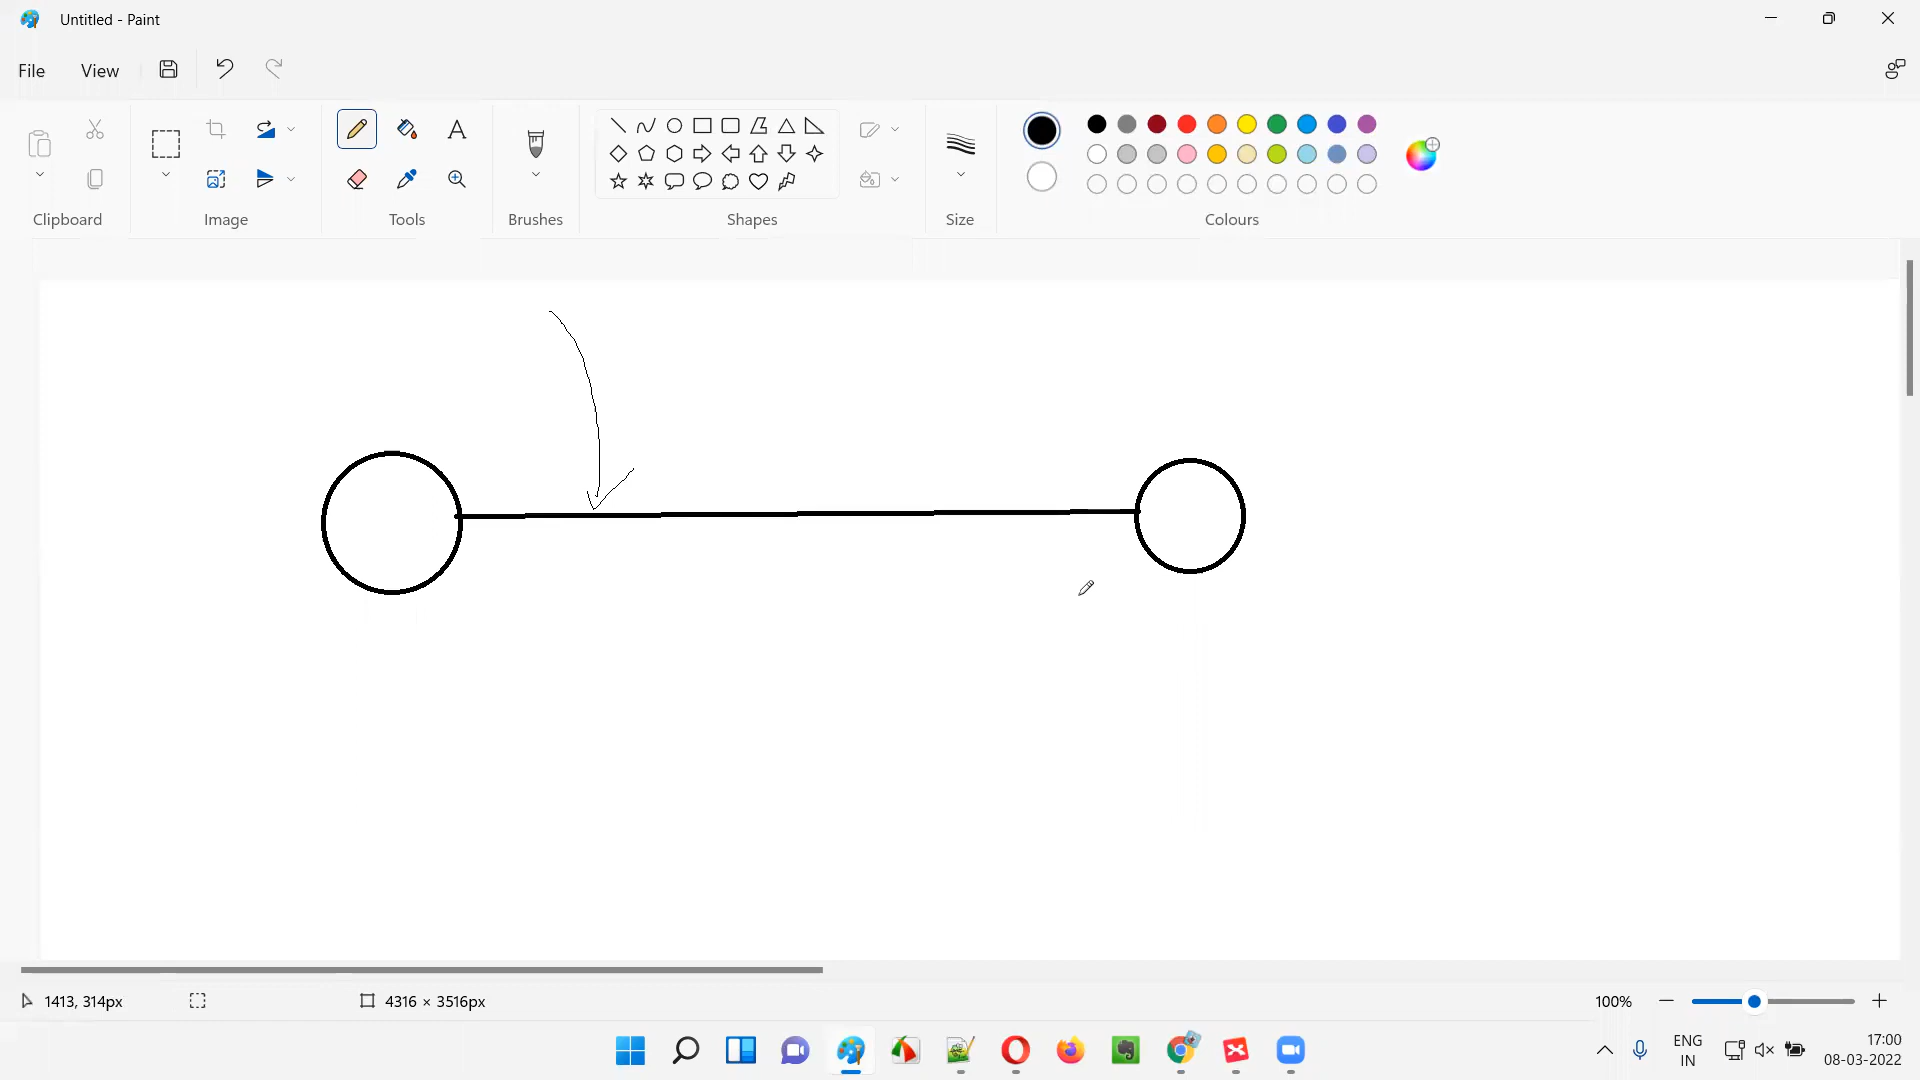 Untitled - Paint
File View
Clipboard Image Tools Brushes Shapes Size Colours
1413, 314px 4316 × 3516px 100%
ENG 17:00
IN 08-03-2022